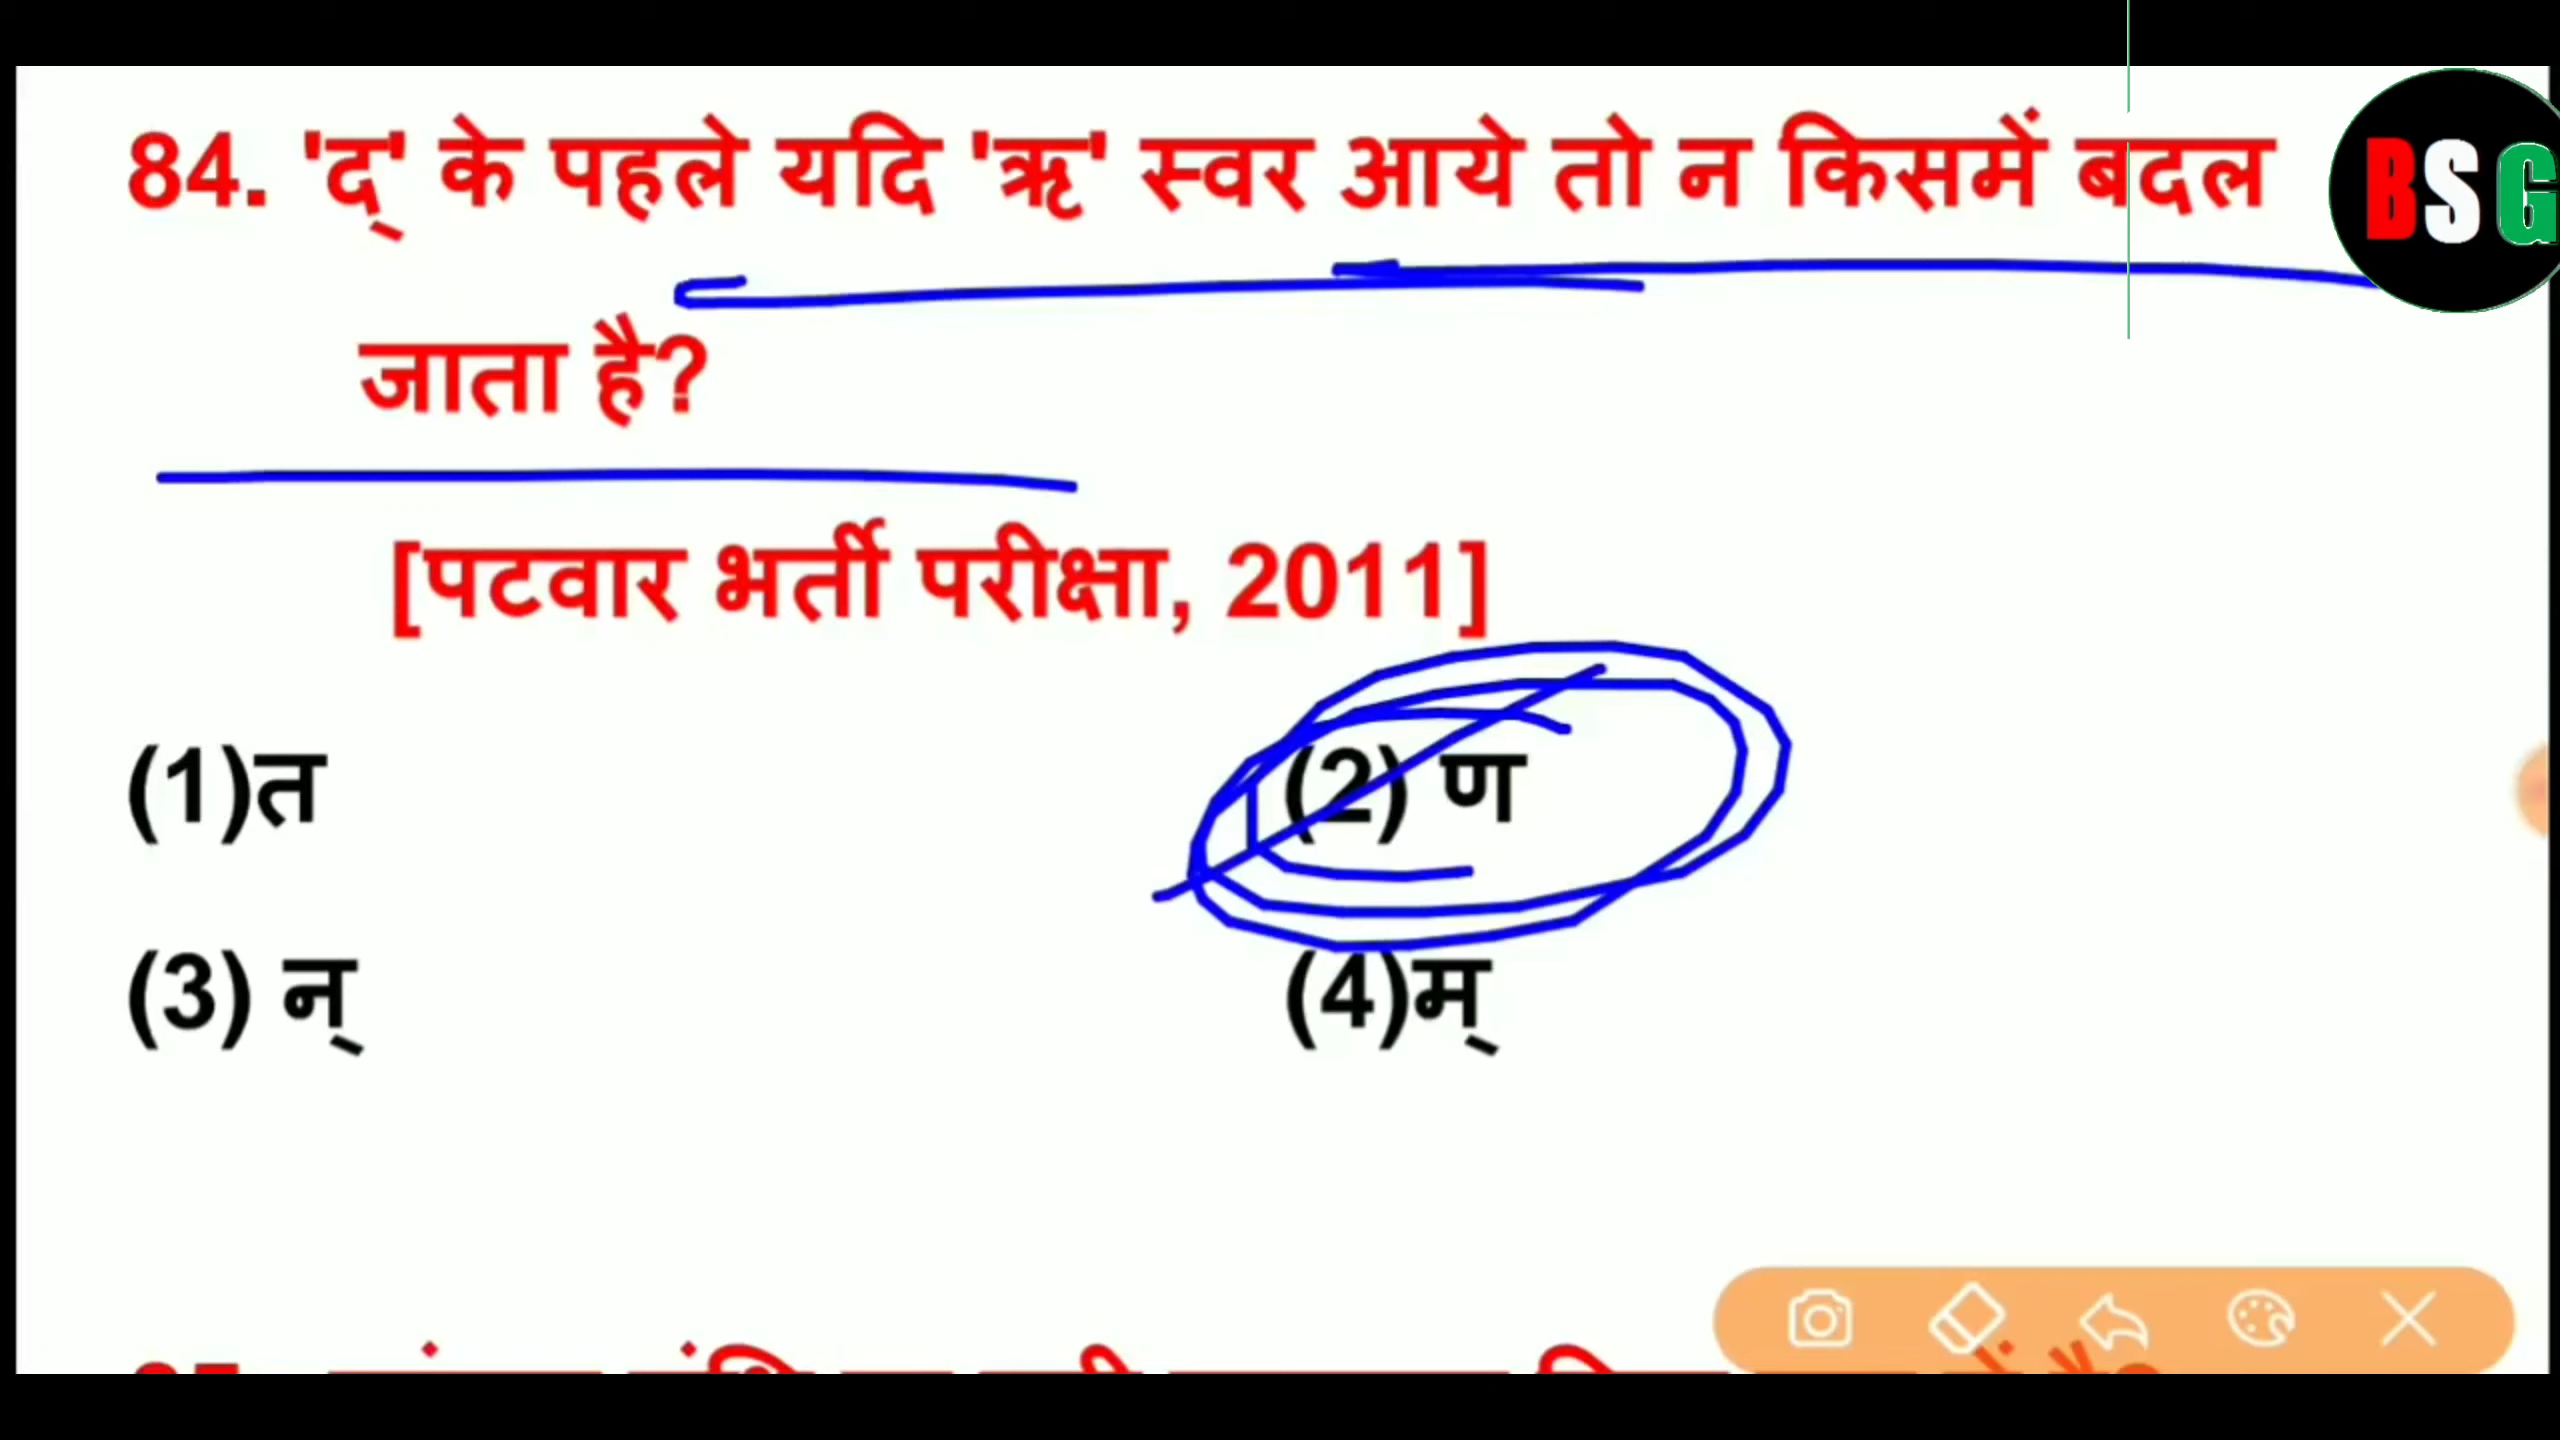 84. 'द्' के पहले यदि 'ऋ' स्वर आये तो न किसमें बदल
जाता है?
[पटवार भर्ती परीक्षा, 2011]
(1)त (2) ण
(3) न् (4)म्
BSG